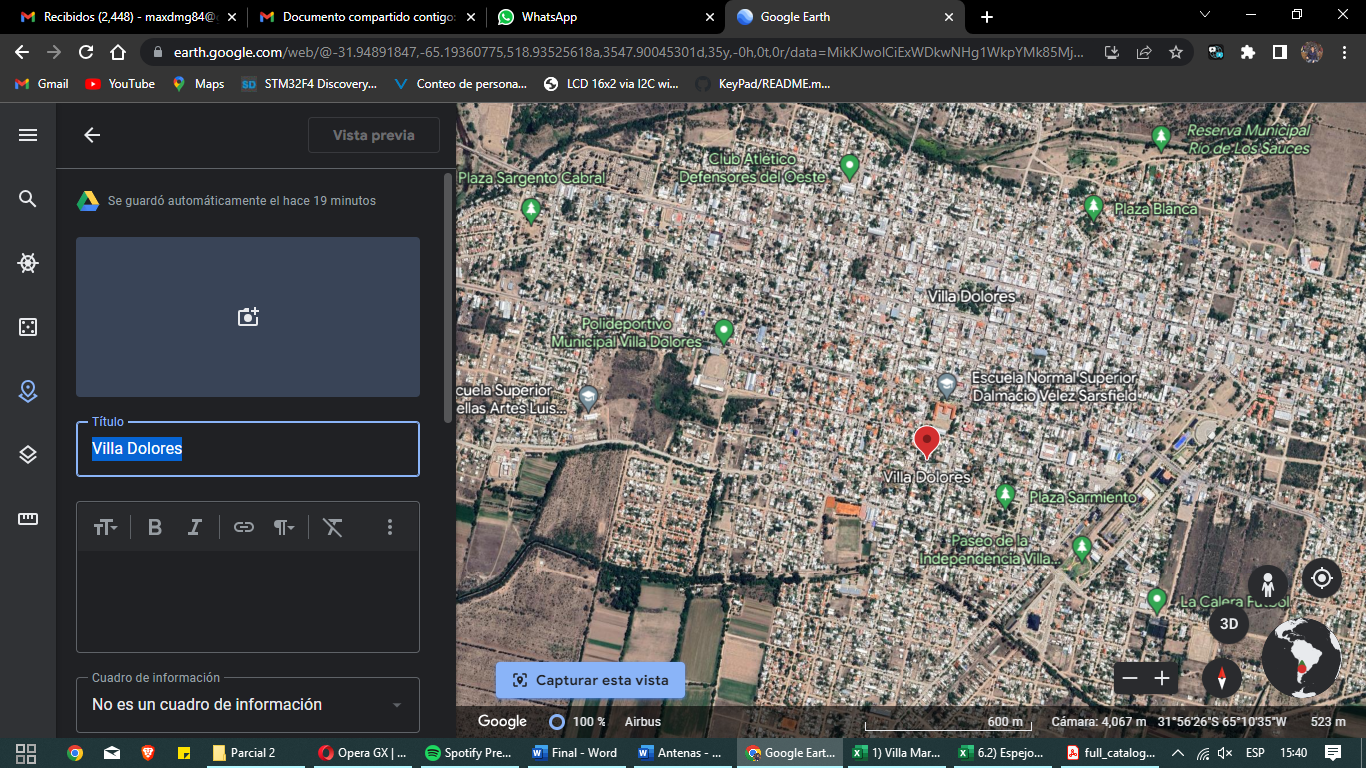 Recibidos (2,448) - maxdmg84@
Documento compartido contigo:
WhatsApp
Google Earth
earth.google.com/web/@-31.94891847,-65.19360775,518.93525618a,3547.90045301d,35y,-0h,0t,0r/data=MikKJwolCiExWDkwNHg1WkpYMk85Mj...
Gmail
YouTube
Maps
SD
STM32F4 Discovery...
Conteo de persona...
LCD 16x2 via I2C wi...
KeyPad/README.m...
Vista previa
Se guardó automáticamente el hace 19 minutos
Título
Villa Dolores
B
I
Cuadro de información
No es un cuadro de información
Reserva Municipal
Río de Los Sauces
Club Atlético
Defensores del Oeste
Plaza Sargento Cabral
Plaza Blanca
Villa Dolores
Polideportivo
Municipal Villa Dolores
Escuela Normal Superior
Dalmacio Vélez Sarsfield
cuela Superior
ellas Artes Luis...
Villa Dolores
Plaza Sarmiento
Paseo de la
Independencia Villa...
La Calera Futbol
3D
Capturar esta vista
Google
100 %
Airbus
600 m
Cámara: 4,067 m
31°56'26"S 65°10'35"W
523 m
Parcial 2
Opera GX | ...
Spotify Pre...
Final - Word
Antenas - ...
Google Eart...
1) Villa Mar...
6.2) Espejo...
full_catalog...
ESP
15:40